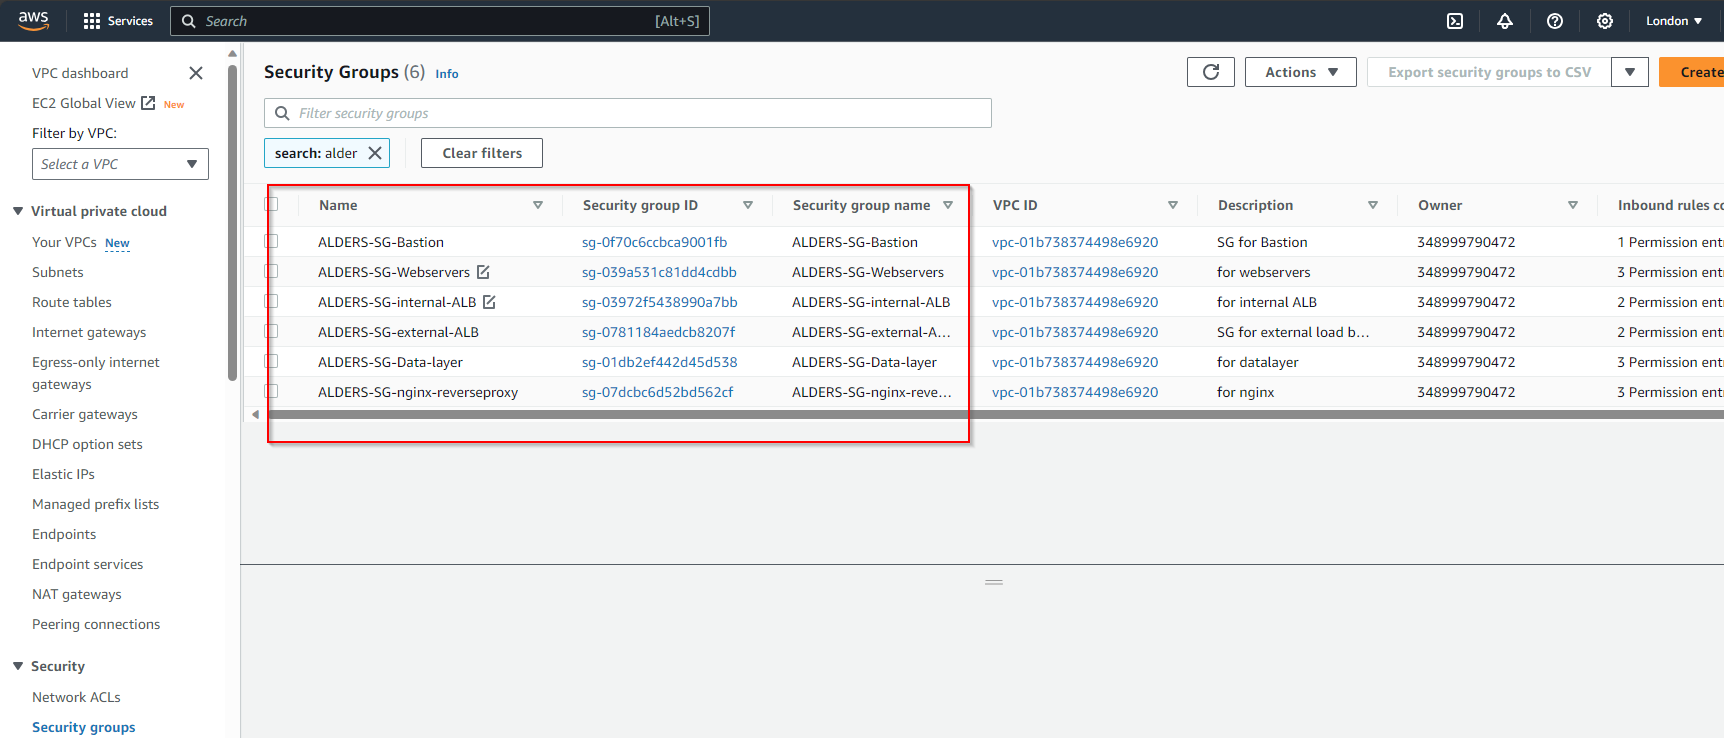 aws Services Search [Alt+S] London
VPC dashboard
EC2 Global View New
Filter by VPC:
Select a VPC
Virtual private cloud
Your VPCs New
Subnets
Route tables
Internet gateways
Egress-only internet
gateways
Carrier gateways
DHCP option sets
Elastic IPs
Managed prefix lists
Endpoints
Endpoint services
NAT gateways
Peering connections
Security
Network ACLs
Security groups
Security Groups (6) Info
Actions Export security groups to CSV Create
Filter security groups
search: alder Clear filters
Name Security group ID Security group name VPC ID Description Owner Inbound rules co
ALDERS-SG-Bastion sg-0f70c6ccbca9001fb ALDERS-SG-Bastion vpc-01b738374498e6920 SG for Bastion 348999790472 1 Permission entr
ALDERS-SG-Webservers sg-039a531c81dd4cdbb ALDERS-SG-Webservers vpc-01b738374498e6920 for webservers 348999790472 3 Permission entr
ALDERS-SG-internal-ALB sg-03972f5438990a7bb ALDERS-SG-internal-ALB vpc-01b738374498e6920 for internal ALB 348999790472 2 Permission entr
ALDERS-SG-external-ALB sg-0781184aedcb8207f ALDERS-SG-external-A... vpc-01b738374498e6920 SG for external load b... 348999790472 2 Permission entr
ALDERS-SG-Data-layer sg-01db2ef442d45d538 ALDERS-SG-Data-layer vpc-01b738374498e6920 for datalayer 348999790472 3 Permission entr
ALDERS-SG-nginx-reverseproxy sg-07dcbc6d52bd562cf ALDERS-SG-nginx-reve... vpc-01b738374498e6920 for nginx 348999790472 3 Permission entr